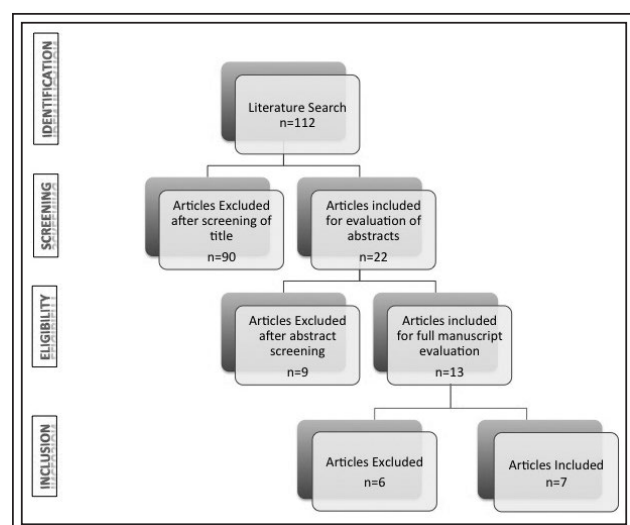 IDENTIFICATION
Literature Search
n=112
SCREENING
Articles Excluded
after screening of
title
n=90
Articles included
for evaluation of
abstracts
n=22
ELIGIBILITY
Articles Excluded
after abstract
screening
n=9
Articles included
for full manuscript
evaluation
n=13
INCLUSION
Articles Excluded
n=6
Articles Included
n=7